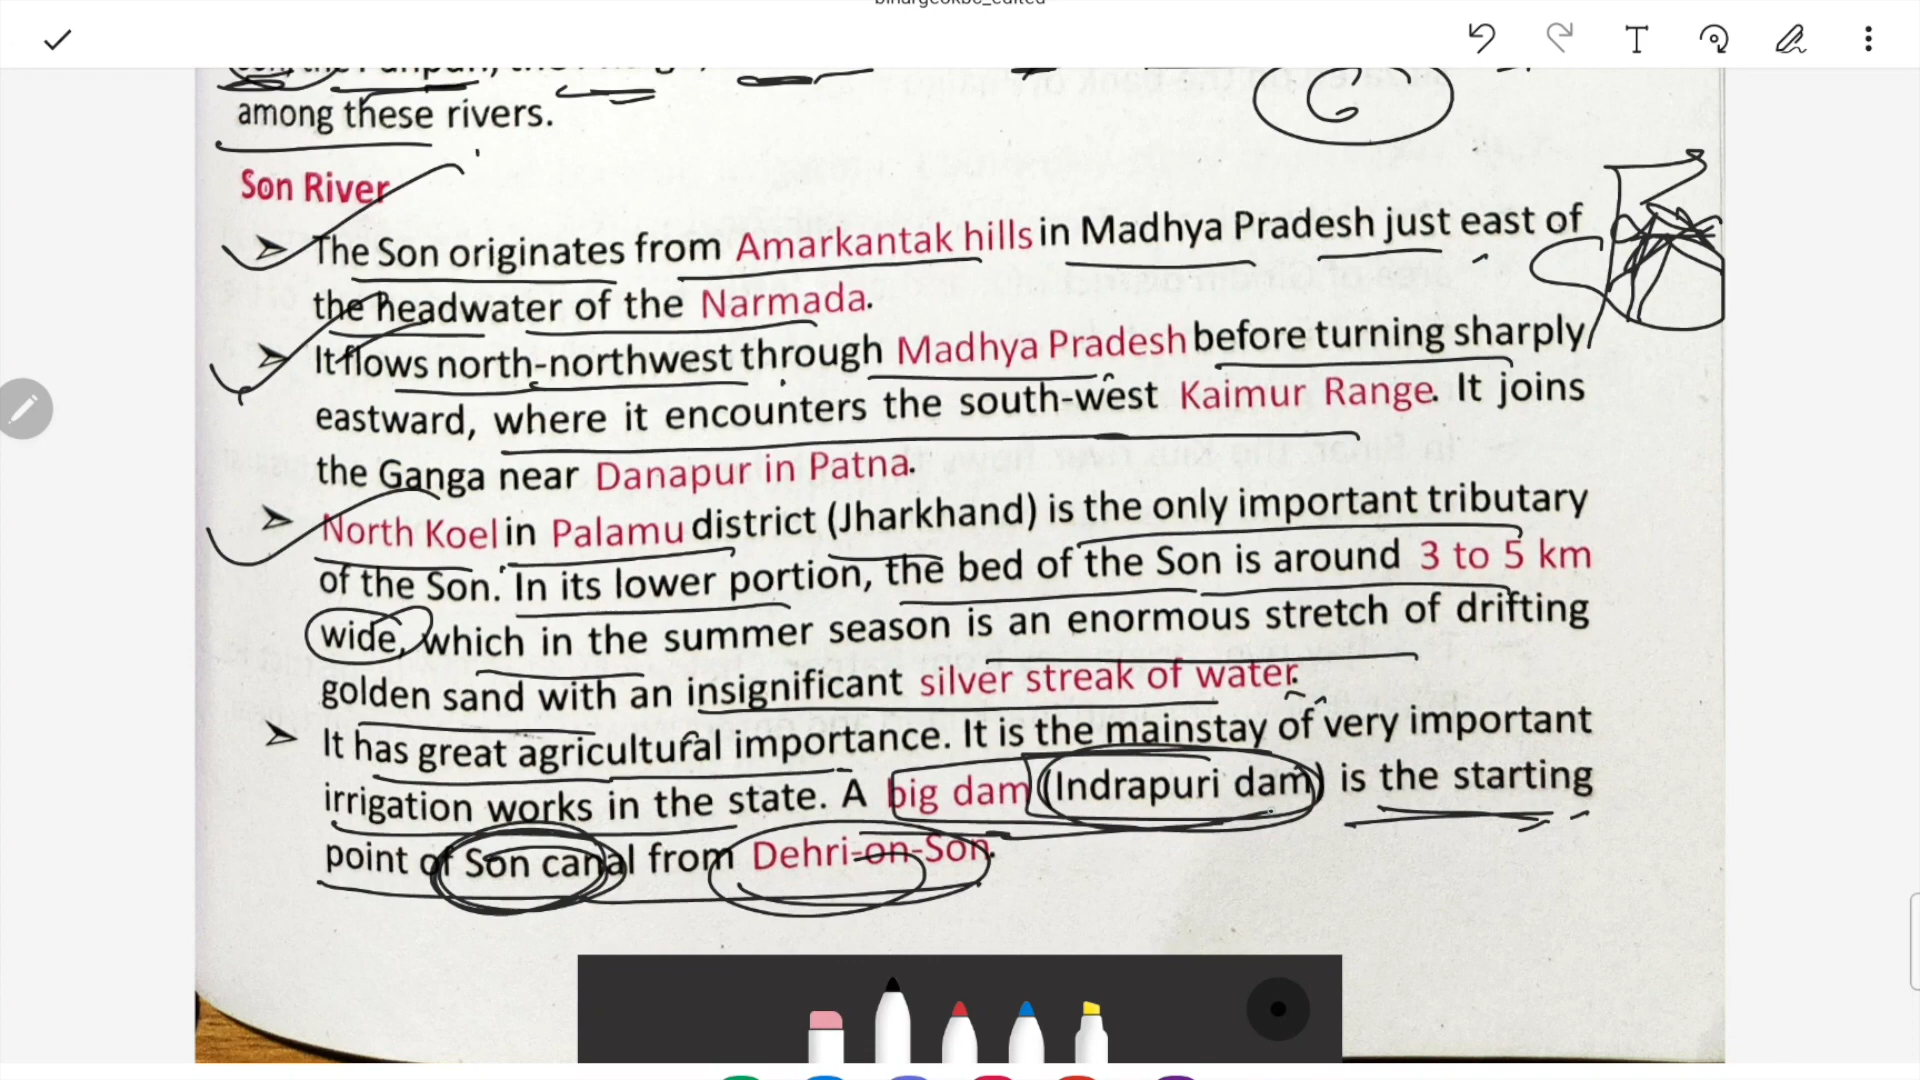 among these rivers.
Son River
➤ The Son originates from Amarkantak hills in Madhya Pradesh just east of
the headwater of the Narmada.
➤ It flows north-northwest through Madhya Pradesh before turning sharply
eastward, where it encounters the south-west Kaimur Range. It joins
the Ganga near Danapur in Patna.
➤ North Koel in Palamu district (Jharkhand) is the only important tributary
of the Son. In its lower portion, the bed of the Son is around 3 to 5 km
wide, which in the summer season is an enormous stretch of drifting
golden sand with an insignificant silver streak of water.
➤ It has great agricultural importance. It is the mainstay of very important
irrigation works in the state. A big dam (Indrapuri dam) is the starting
point of Son canal from Dehri-on-Son.